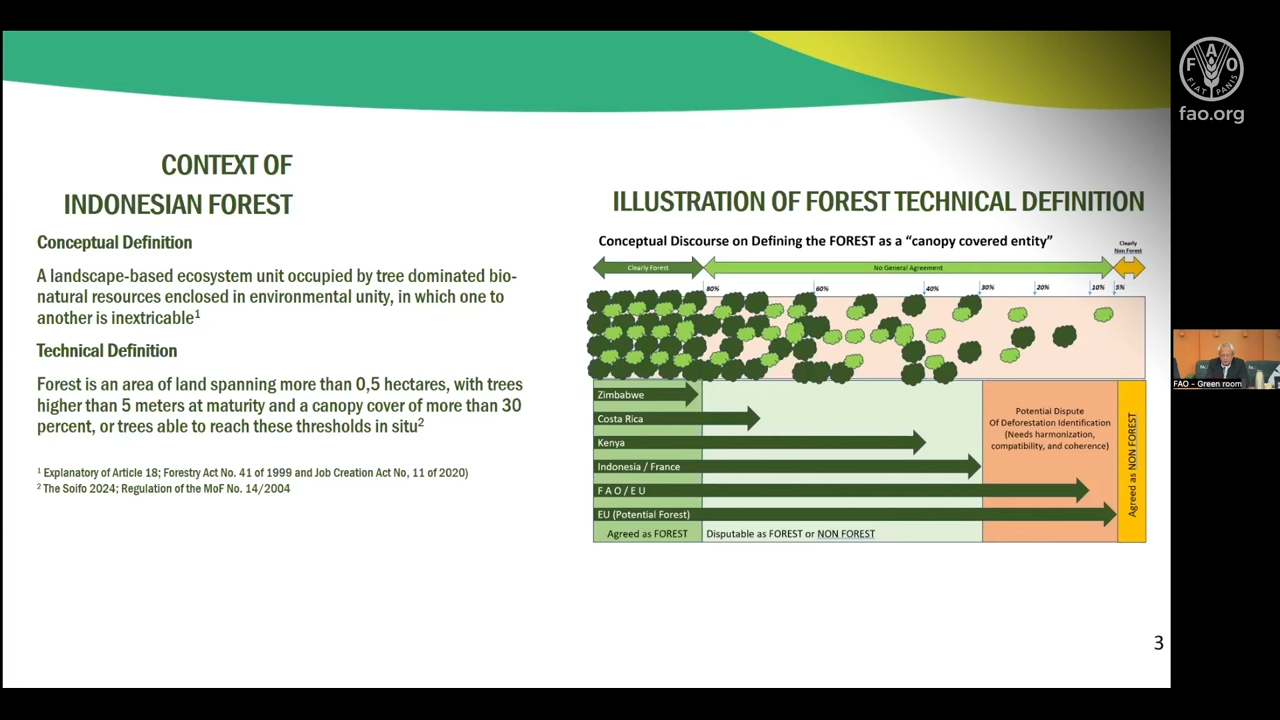 CONTEXT OF
INDONESIAN FOREST
Conceptual Definition
A landscape-based ecosystem unit occupied by tree dominated bio-
natural resources enclosed in environmental unity, in which one to
another is inextricable¹
Technical Definition
Forest is an area of land spanning more than 0,5 hectares, with trees
higher than 5 meters at maturity and a canopy cover of more than 30
percent, or trees able to reach these thresholds in situ²
¹ Explanatory of Article 18; Forestry Act No. 41 of 1999 and Job Creation Act No, 11 of 2020)
² The Soifo 2024; Regulation of the MoF No. 14/2004
ILLUSTRATION OF FOREST TECHNICAL DEFINITION
Conceptual Discourse on Defining the FOREST as a “canopy covered entity”
Clearly
Non Forest
Clearly Forest
No General Agreement
80%
60%
40%
30%
20%
10%
5%
Zimbabwe
Costa Rica
Kenya
Indonesia / France
F A O / E U
EU (Potential Forest)
Agreed as FOREST
Disputable as FOREST or NON FOREST
Potential Dispute
Of Deforestation Identification
(Needs harmonization,
compatibility, and coherence)
Agreed as NON FOREST
3
F A O
FIAT PANIS
fao.org
FAO - Green room